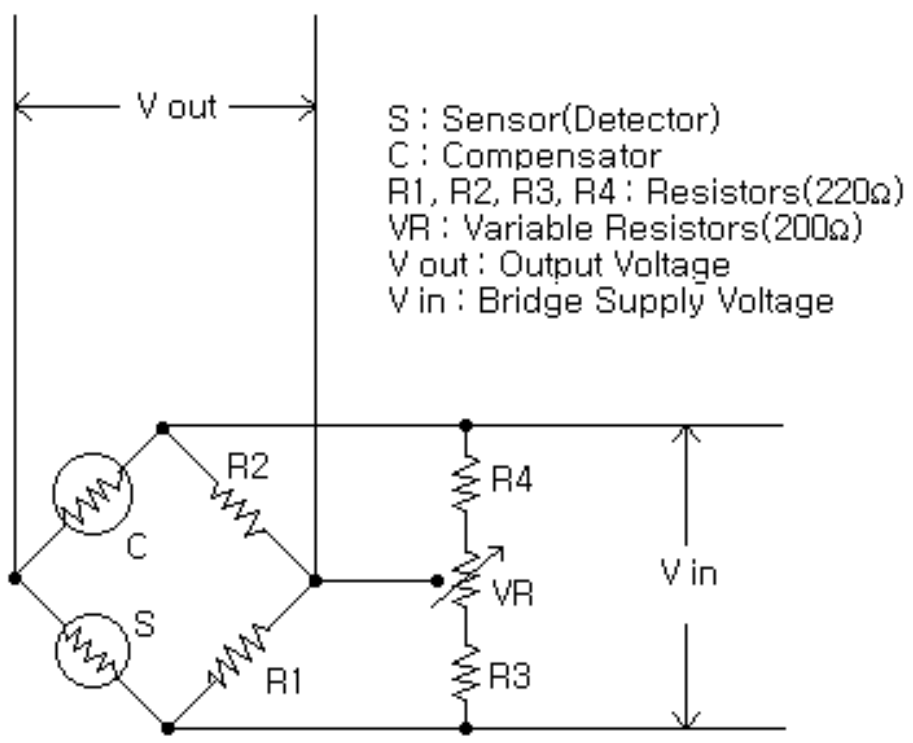 V out
S : Sensor(Detector)
C : Compensator
R1, R2, R3, R4 : Resistors(220Ω)
VR : Variable Resistors(200Ω)
V out : Output Voltage
V in : Bridge Supply Voltage
R2
R4
C
V in
VR
S
R1
R3